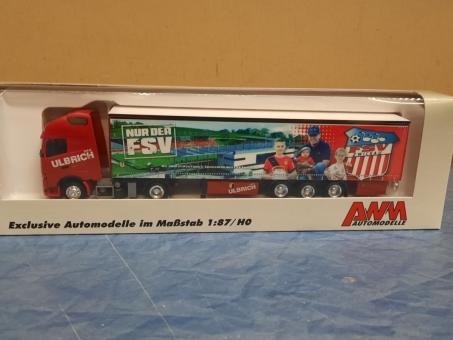 NUR DER
FSV
ULBRICH
FSV
ULBRICH
Exclusive Automodelle im Maßstab 1:87/H0
AWM
AUTOMODELLE